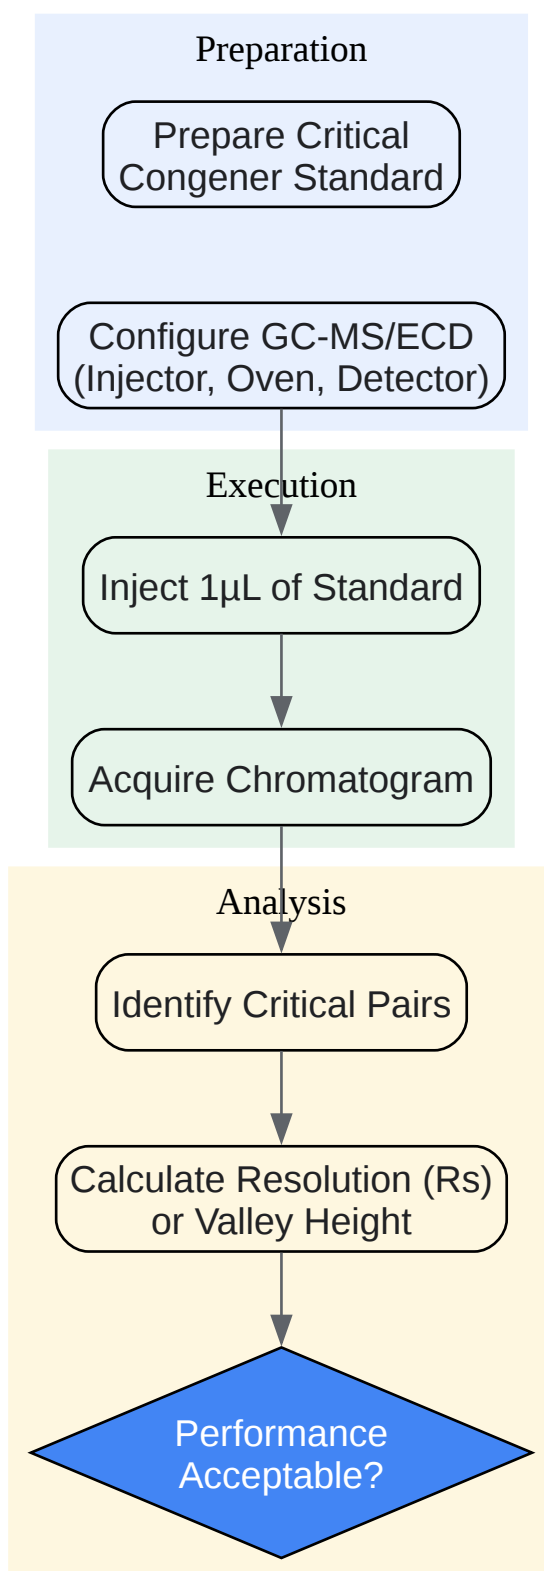 Preparation
Prepare Critical
Congener Standard
Configure GC-MS/ECD
(Injector, Oven, Detector)
Execution
Inject 1µL of Standard
Acquire Chromatogram
Analysis
Identify Critical Pairs
Calculate Resolution (Rs)
or Valley Height
Performance
Acceptable?